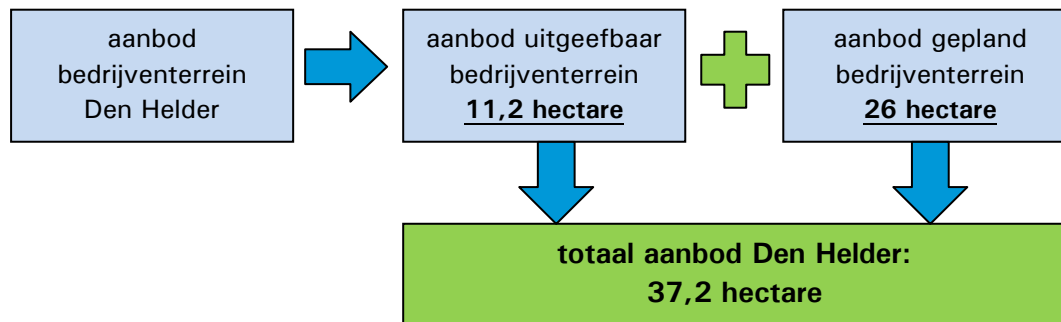 aanbod
bedrijventerrein
Den Helder
aanbod uitgeefbaar
bedrijventerrein
11,2 hectare
aanbod gepland
bedrijventerrein
26 hectare
totaal aanbod Den Helder:
37,2 hectare